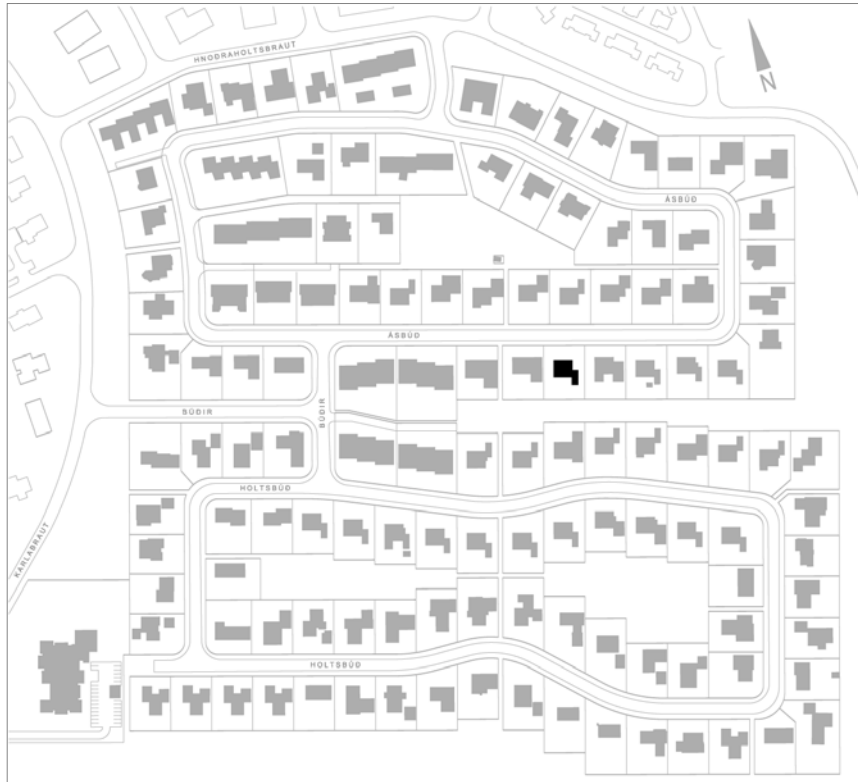 HNOÐRAHOLTSBRAUT
N
ÁSBÚÐ
ÁSBÚÐ
BÚÐIR
BÚÐIR
HOLTSBÚÐ
KARLABRAUT
HOLTSBÚÐ